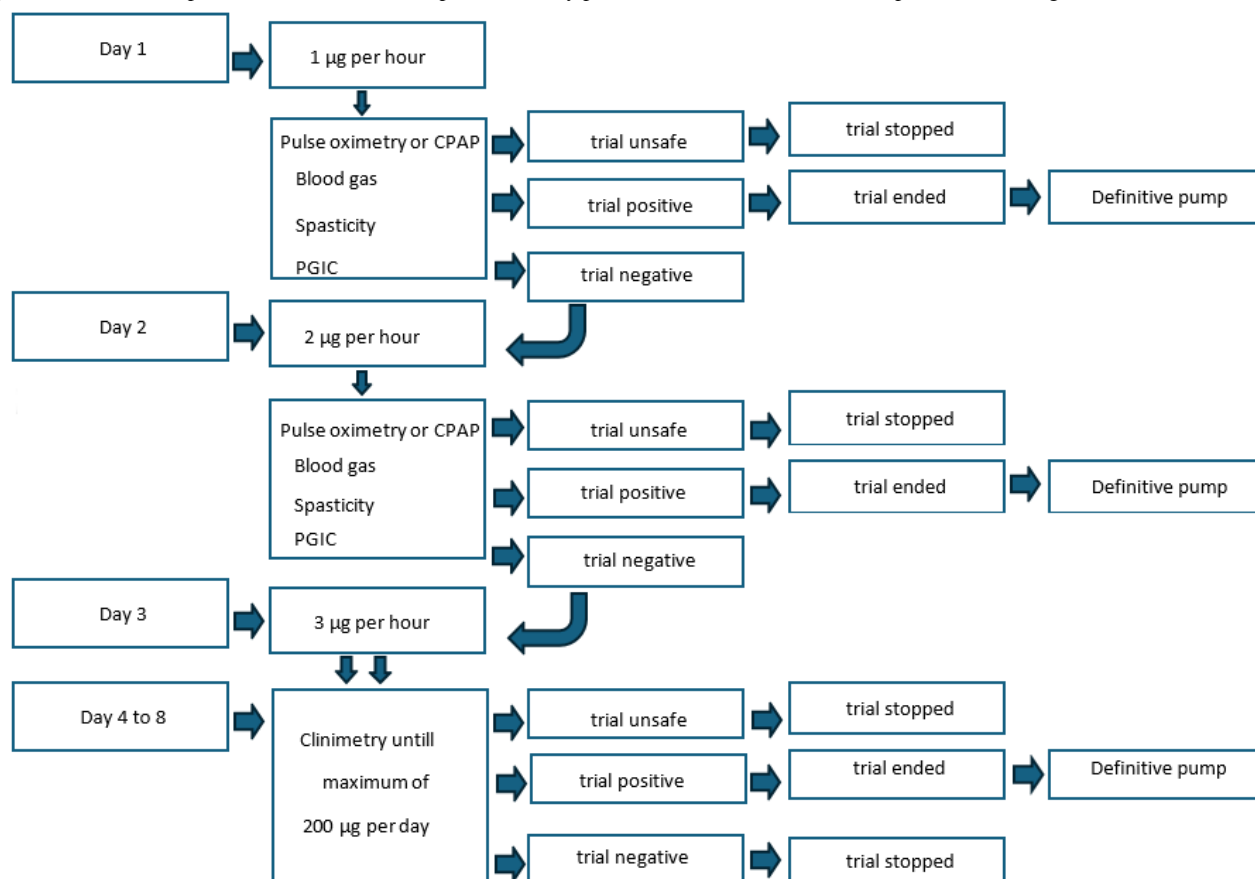 Day 1
1 µg per hour
Pulse oximetry or CPAP
Blood gas
Spasticity
PGIC
trial unsafe
trial stopped
trial positive
trial ended
Definitive pump
trial negative
Day 2
2 µg per hour
Pulse oximetry or CPAP
Blood gas
Spasticity
PGIC
trial unsafe
trial stopped
trial positive
trial ended
Definitive pump
trial negative
Day 3
3 µg per hour
Day 4 to 8
Clinimetry untill
maximum of
200 µg per day
trial unsafe
trial stopped
trial positive
trial ended
Definitive pump
trial negative
trial stopped